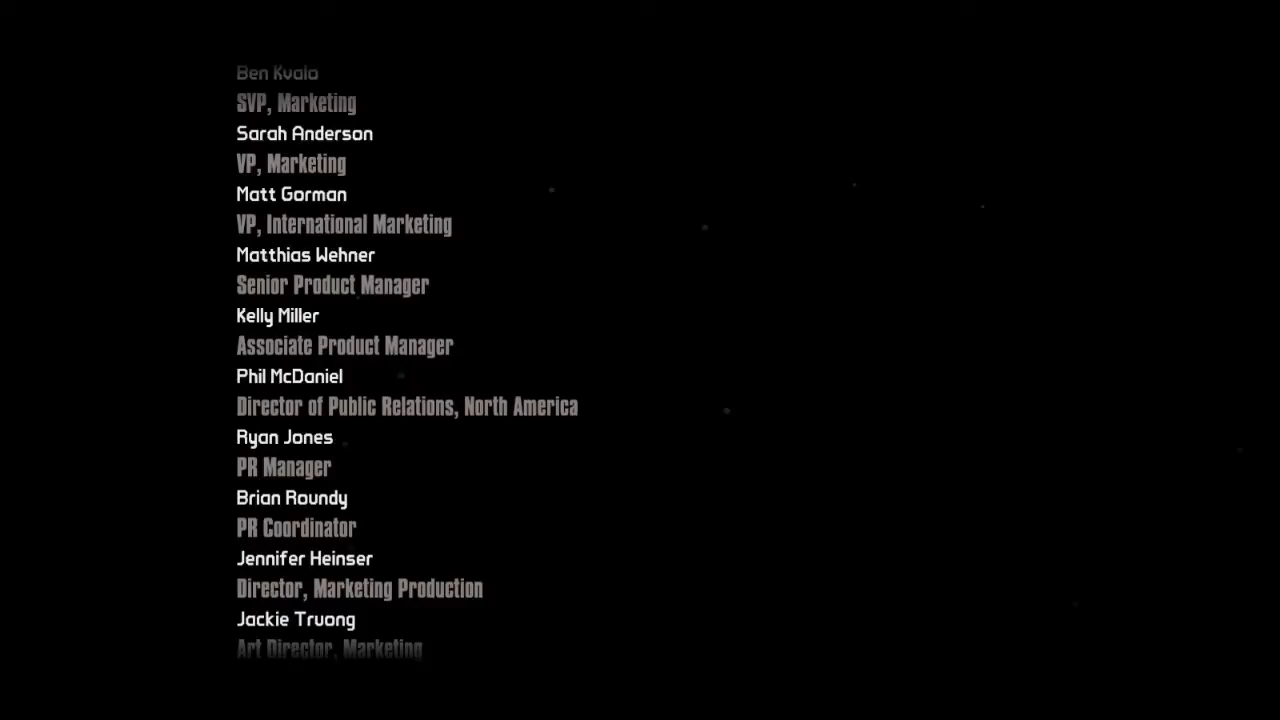 Ben Kvalo
SVP, Marketing
Sarah Anderson
VP, Marketing
Matt Gorman
VP, International Marketing
Matthias Wehner
Senior Product Manager
Kelly Miller
Associate Product Manager
Phil McDaniel
Director of Public Relations, North America
Ryan Jones
PR Manager
Brian Roundy
PR Coordinator
Jennifer Heinser
Director, Marketing Production
Jackie Truong
Art Director, Marketing